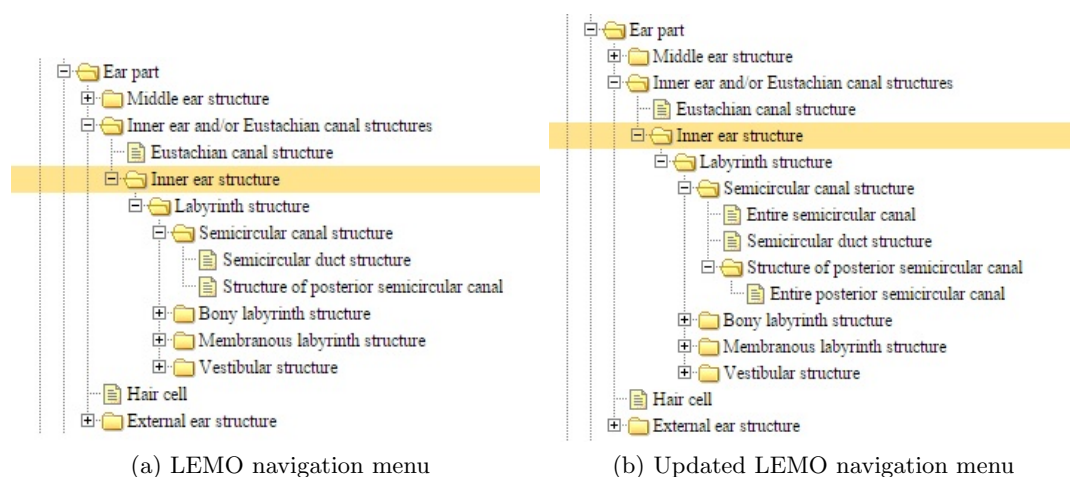 Ear part
Middle ear structure
Inner ear and/or Eustachian canal structures
Eustachian canal structure
Inner ear structure
Labyrinth structure
Semicircular canal structure
Semicircular duct structure
Structure of posterior semicircular canal
Bony labyrinth structure
Membranous labyrinth structure
Vestibular structure
Hair cell
External ear structure
(a) LEMO navigation menu
Ear part
Middle ear structure
Inner ear and/or Eustachian canal structures
Eustachian canal structure
Inner ear structure
Labyrinth structure
Semicircular canal structure
Entire semicircular canal
Semicircular duct structure
Structure of posterior semicircular canal
Entire posterior semicircular canal
Bony labyrinth structure
Membranous labyrinth structure
Vestibular structure
Hair cell
External ear structure
(b) Updated LEMO navigation menu